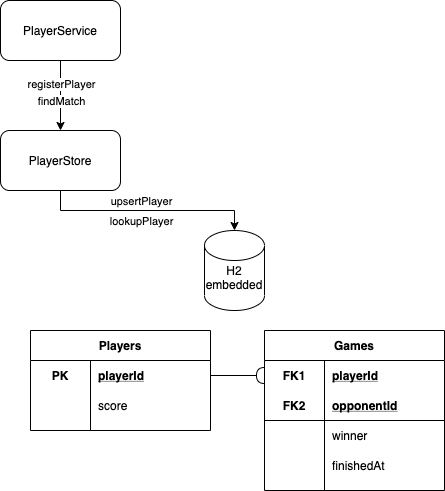 PlayerService
registerPlayer
findMatch
PlayerStore
upsertPlayer
lookupPlayer
H2
embedded
Players
PK playerId
score
Games
FK1 playerId
FK2 opponentId
winner
finishedAt